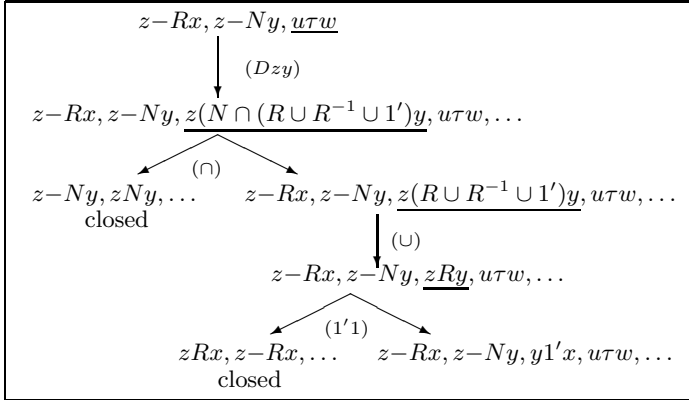 z−Rx, z−Ny, uτw
(Dzy)
z−Rx, z−Ny, z(N ∩ (R ∪ R⁻¹ ∪ 1′)y, uτw, …
(∩)
z−Ny, zNy, … z−Rx, z−Ny, z(R ∪ R⁻¹ ∪ 1′)y, uτw, …
closed
(∪)
z−Rx, z−Ny, zRy, uτw, …
(1′1)
zRx, z−Rx, … z−Rx, z−Ny, y1′x, uτw, …
closed